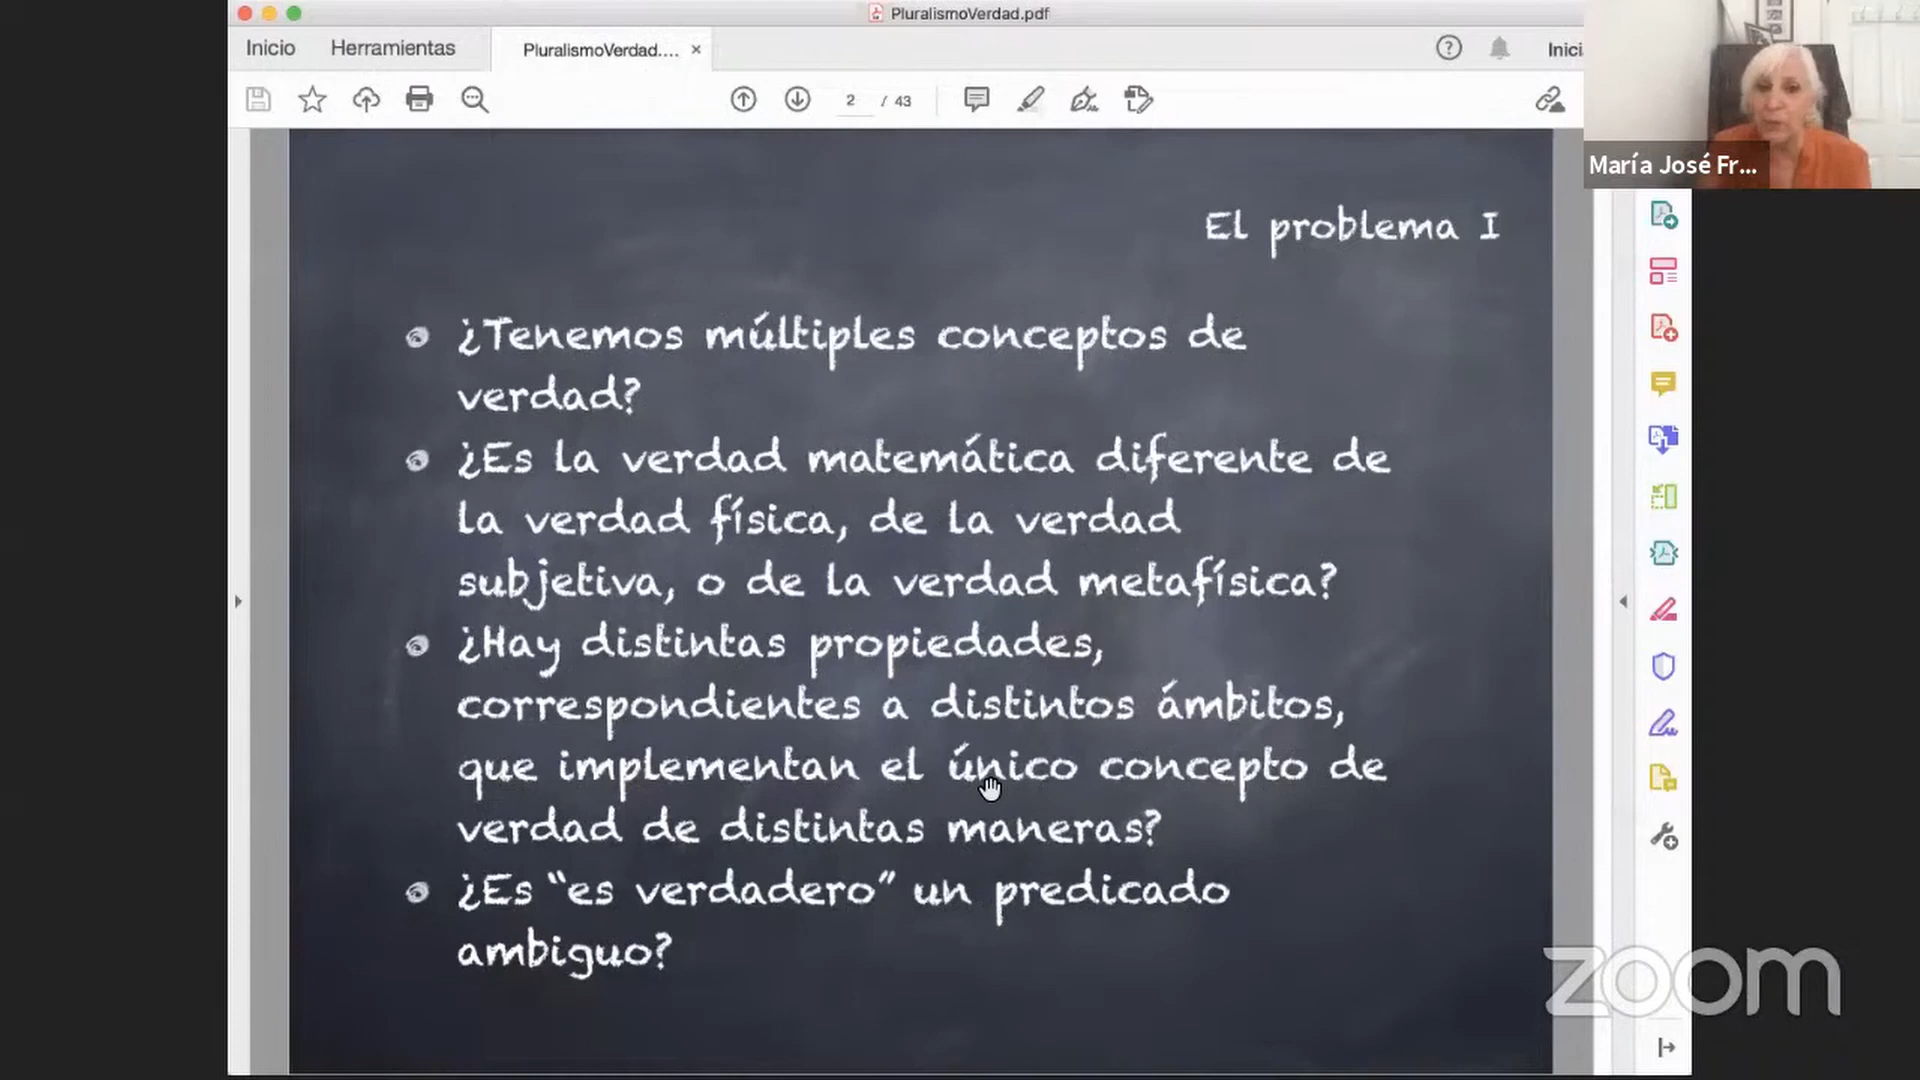 PluralismoVerdad.pdf
Inicio
Herramientas
PluralismoVerdad....
Inici
2 / 43
María José Fr...
El problema I
¿Tenemos múltiples conceptos de
verdad?
¿Es la verdad matemática diferente de
la verdad física, de la verdad
subjetiva, o de la verdad metafísica?
¿Hay distintas propiedades,
correspondientes a distintos ámbitos,
que implementan el único concepto de
verdad de distintas maneras?
¿Es “es verdadero” un predicado
ambiguo?
zoom